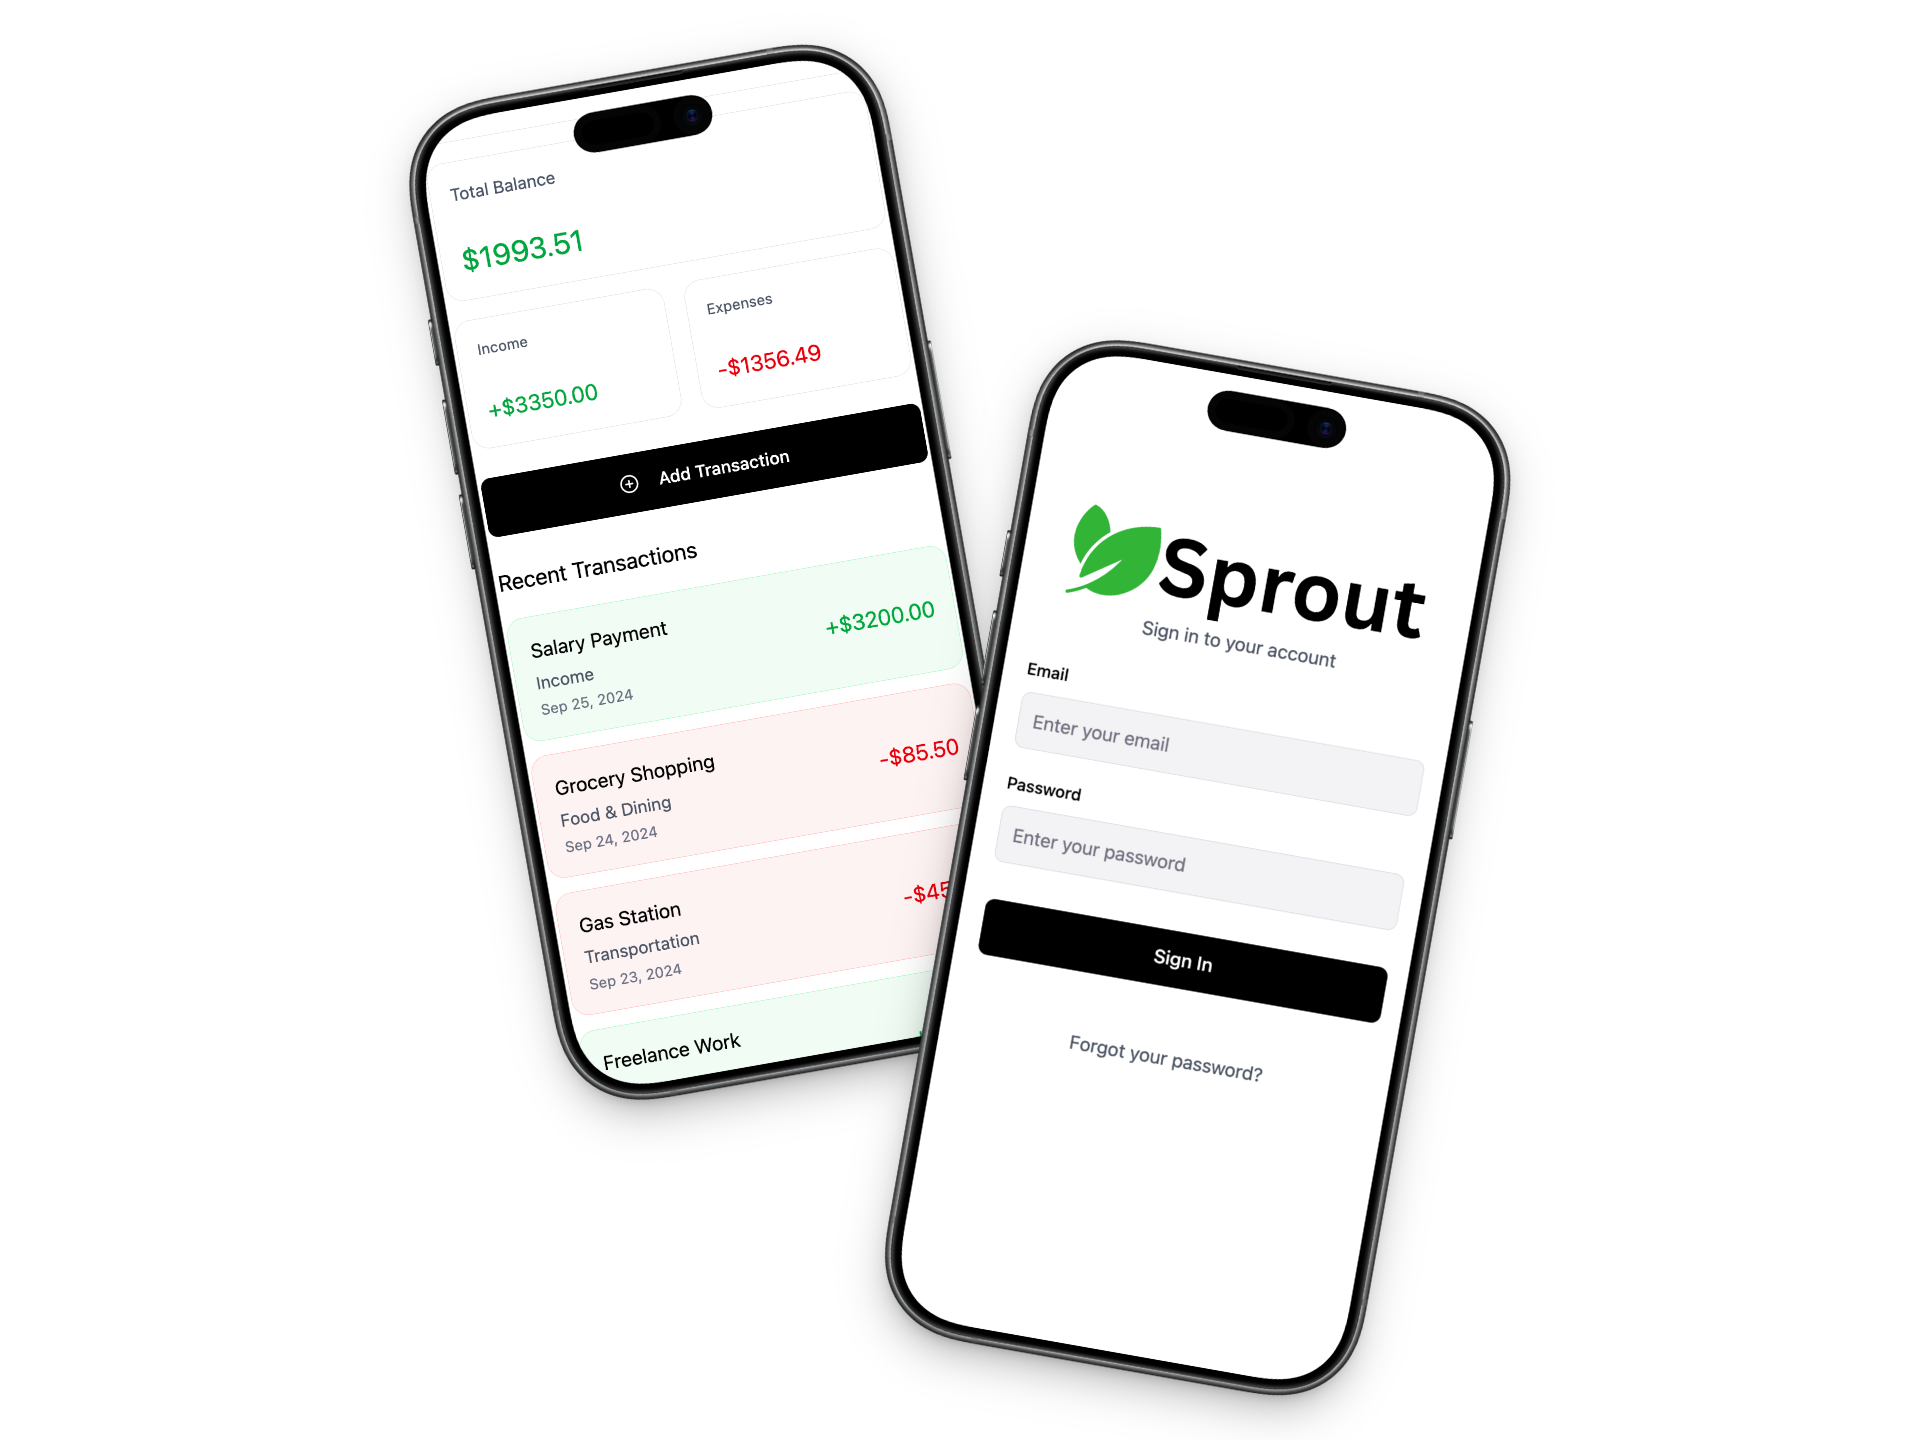 Total Balance
$1993.51
Income
+$3350.00
Expenses
-$1356.49
Add Transaction
Recent Transactions
Salary Payment
+$3200.00
Income
Sep 25, 2024
Grocery Shopping
-$85.50
Food & Dining
Sep 24, 2024
Gas Station
-$45
Transportation
Sep 23, 2024
Freelance Work
Sprout
Sign in to your account
Email
Enter your email
Password
Enter your password
Sign In
Forgot your password?